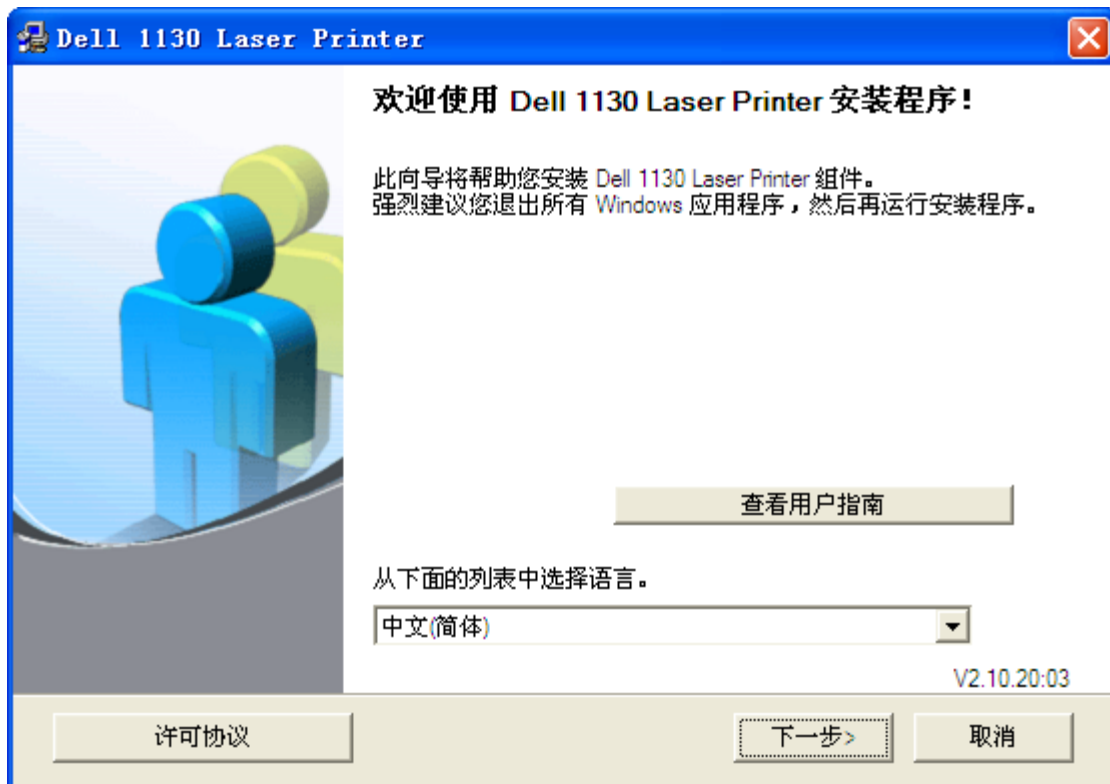 Dell 1130 Laser Printer
欢迎使用 Dell 1130 Laser Printer 安装程序!
此向导将帮助您安装 Dell 1130 Laser Printer 组件。
强烈建议您退出所有 Windows 应用程序，然后再运行安装程序。
查看用户指南
从下面的列表中选择语言。
中文(简体)
V2.10.20:03
许可协议
下一步>
取消